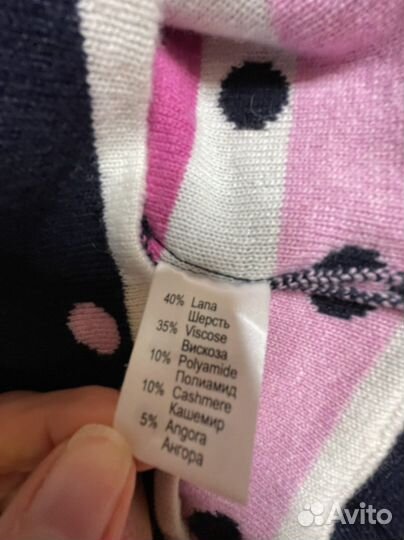 40% Lana
Шерсть
35% Viscose
Вискоза
10% Polyamide
Полиамид
10% Cashmere
Кашемир
5% Angora
Ангора
Avito